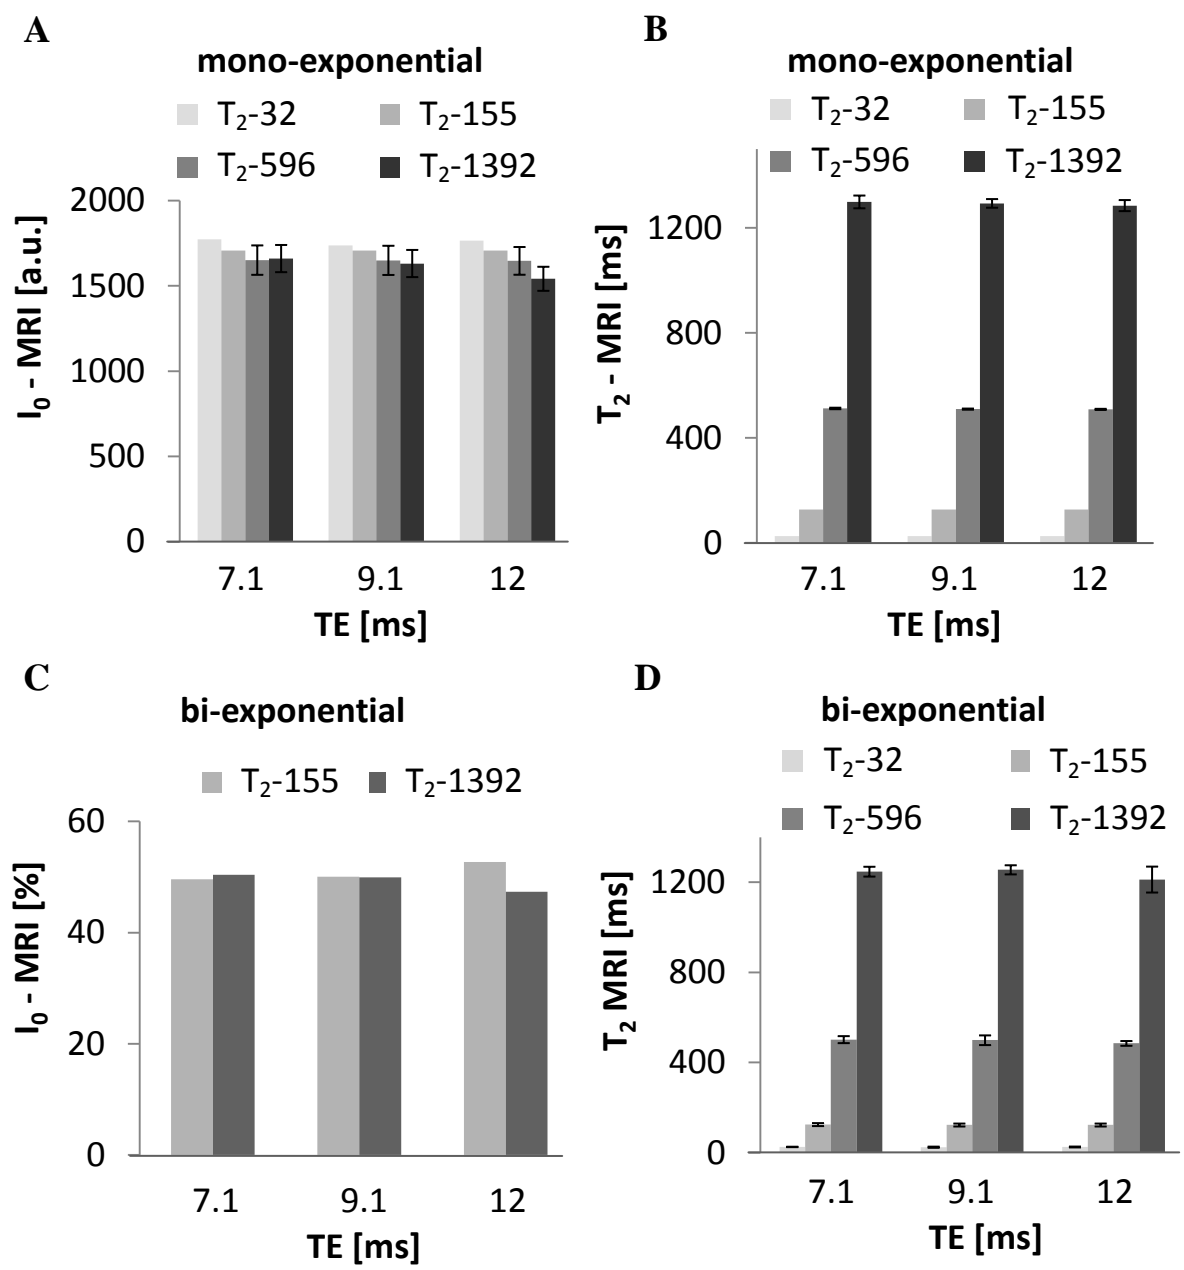 A
mono-exponential
T₂-32 T₂-155
T₂-596 T₂-1392
I₀ - MRI [a.u.]
2000
1500
1000
500
0
7.1 9.1 12
TE [ms]
B
mono-exponential
T₂-32 T₂-155
T₂-596 T₂-1392
T₂ - MRI [ms]
1200
800
400
0
7.1 9.1 12
TE [ms]
C
bi-exponential
T₂-155 T₂-1392
I₀ - MRI [%]
60
40
20
0
7.1 9.1 12
TE [ms]
D
bi-exponential
T₂-32 T₂-155
T₂-596 T₂-1392
T₂ MRI [ms]
1200
800
400
0
7.1 9.1 12
TE [ms]